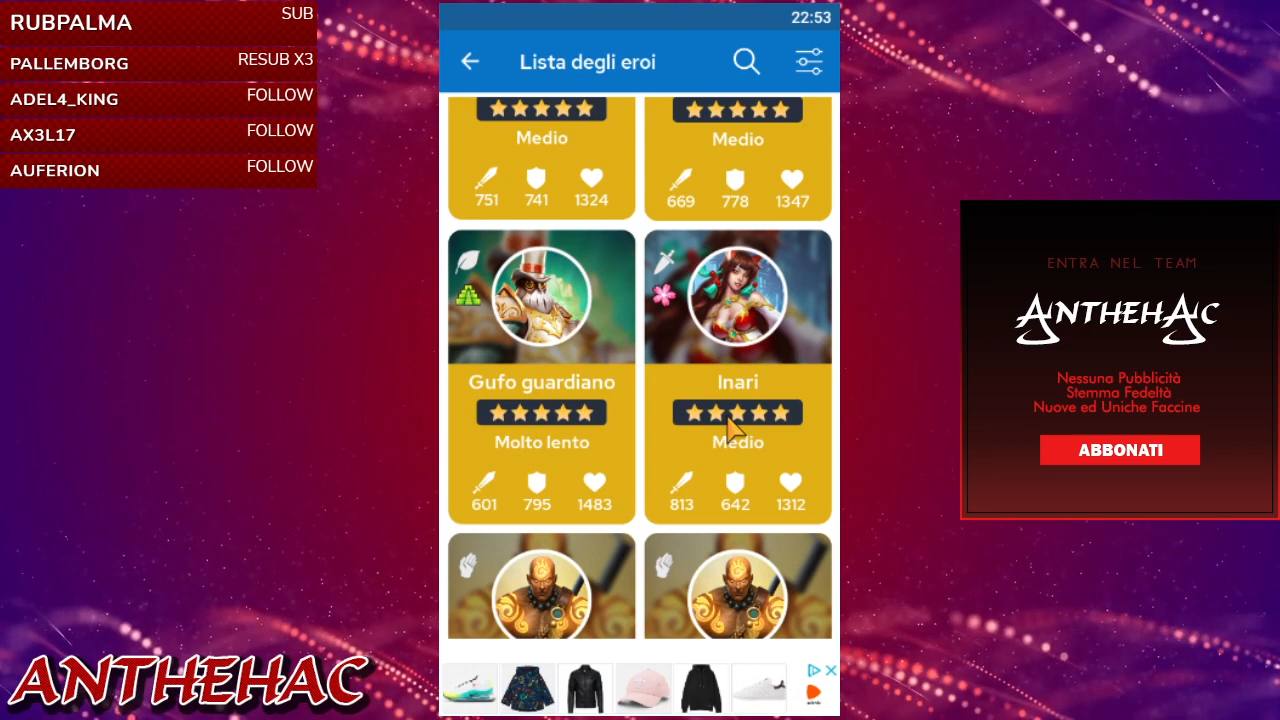 RUBPALMA SUB
PALLEMBORG RESUB X3
ADEL4_KING FOLLOW
AX3L17 FOLLOW
AUFERION FOLLOW
22:53
Lista degli eroi
Medio Medio
751 741 1324 669 778 1347
Gufo guardiano Inari
Molto lento Medio
601 795 1483 813 642 1312
ENTRA NEL TEAM
ANTHEHAC
Nessuna Pubblicità
Stemma Fedeltà
Nuove ed Uniche Faccine
ABBONATI
ANTHEHAC